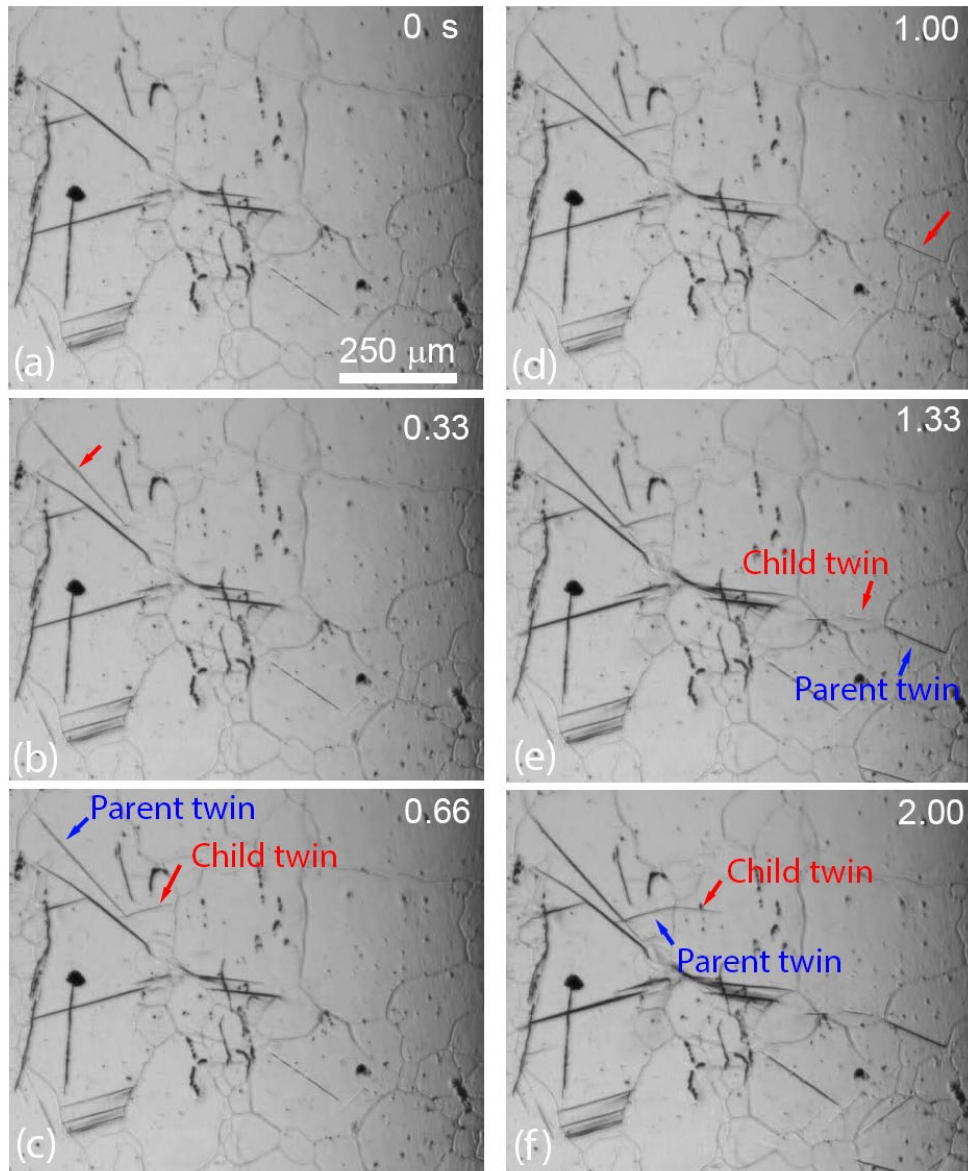 0 s
(a)
250 μm
0.33
(b)
0.66
Parent twin
Child twin
(c)
1.00
(d)
1.33
Child twin
Parent twin
(e)
2.00
Child twin
Parent twin
(f)